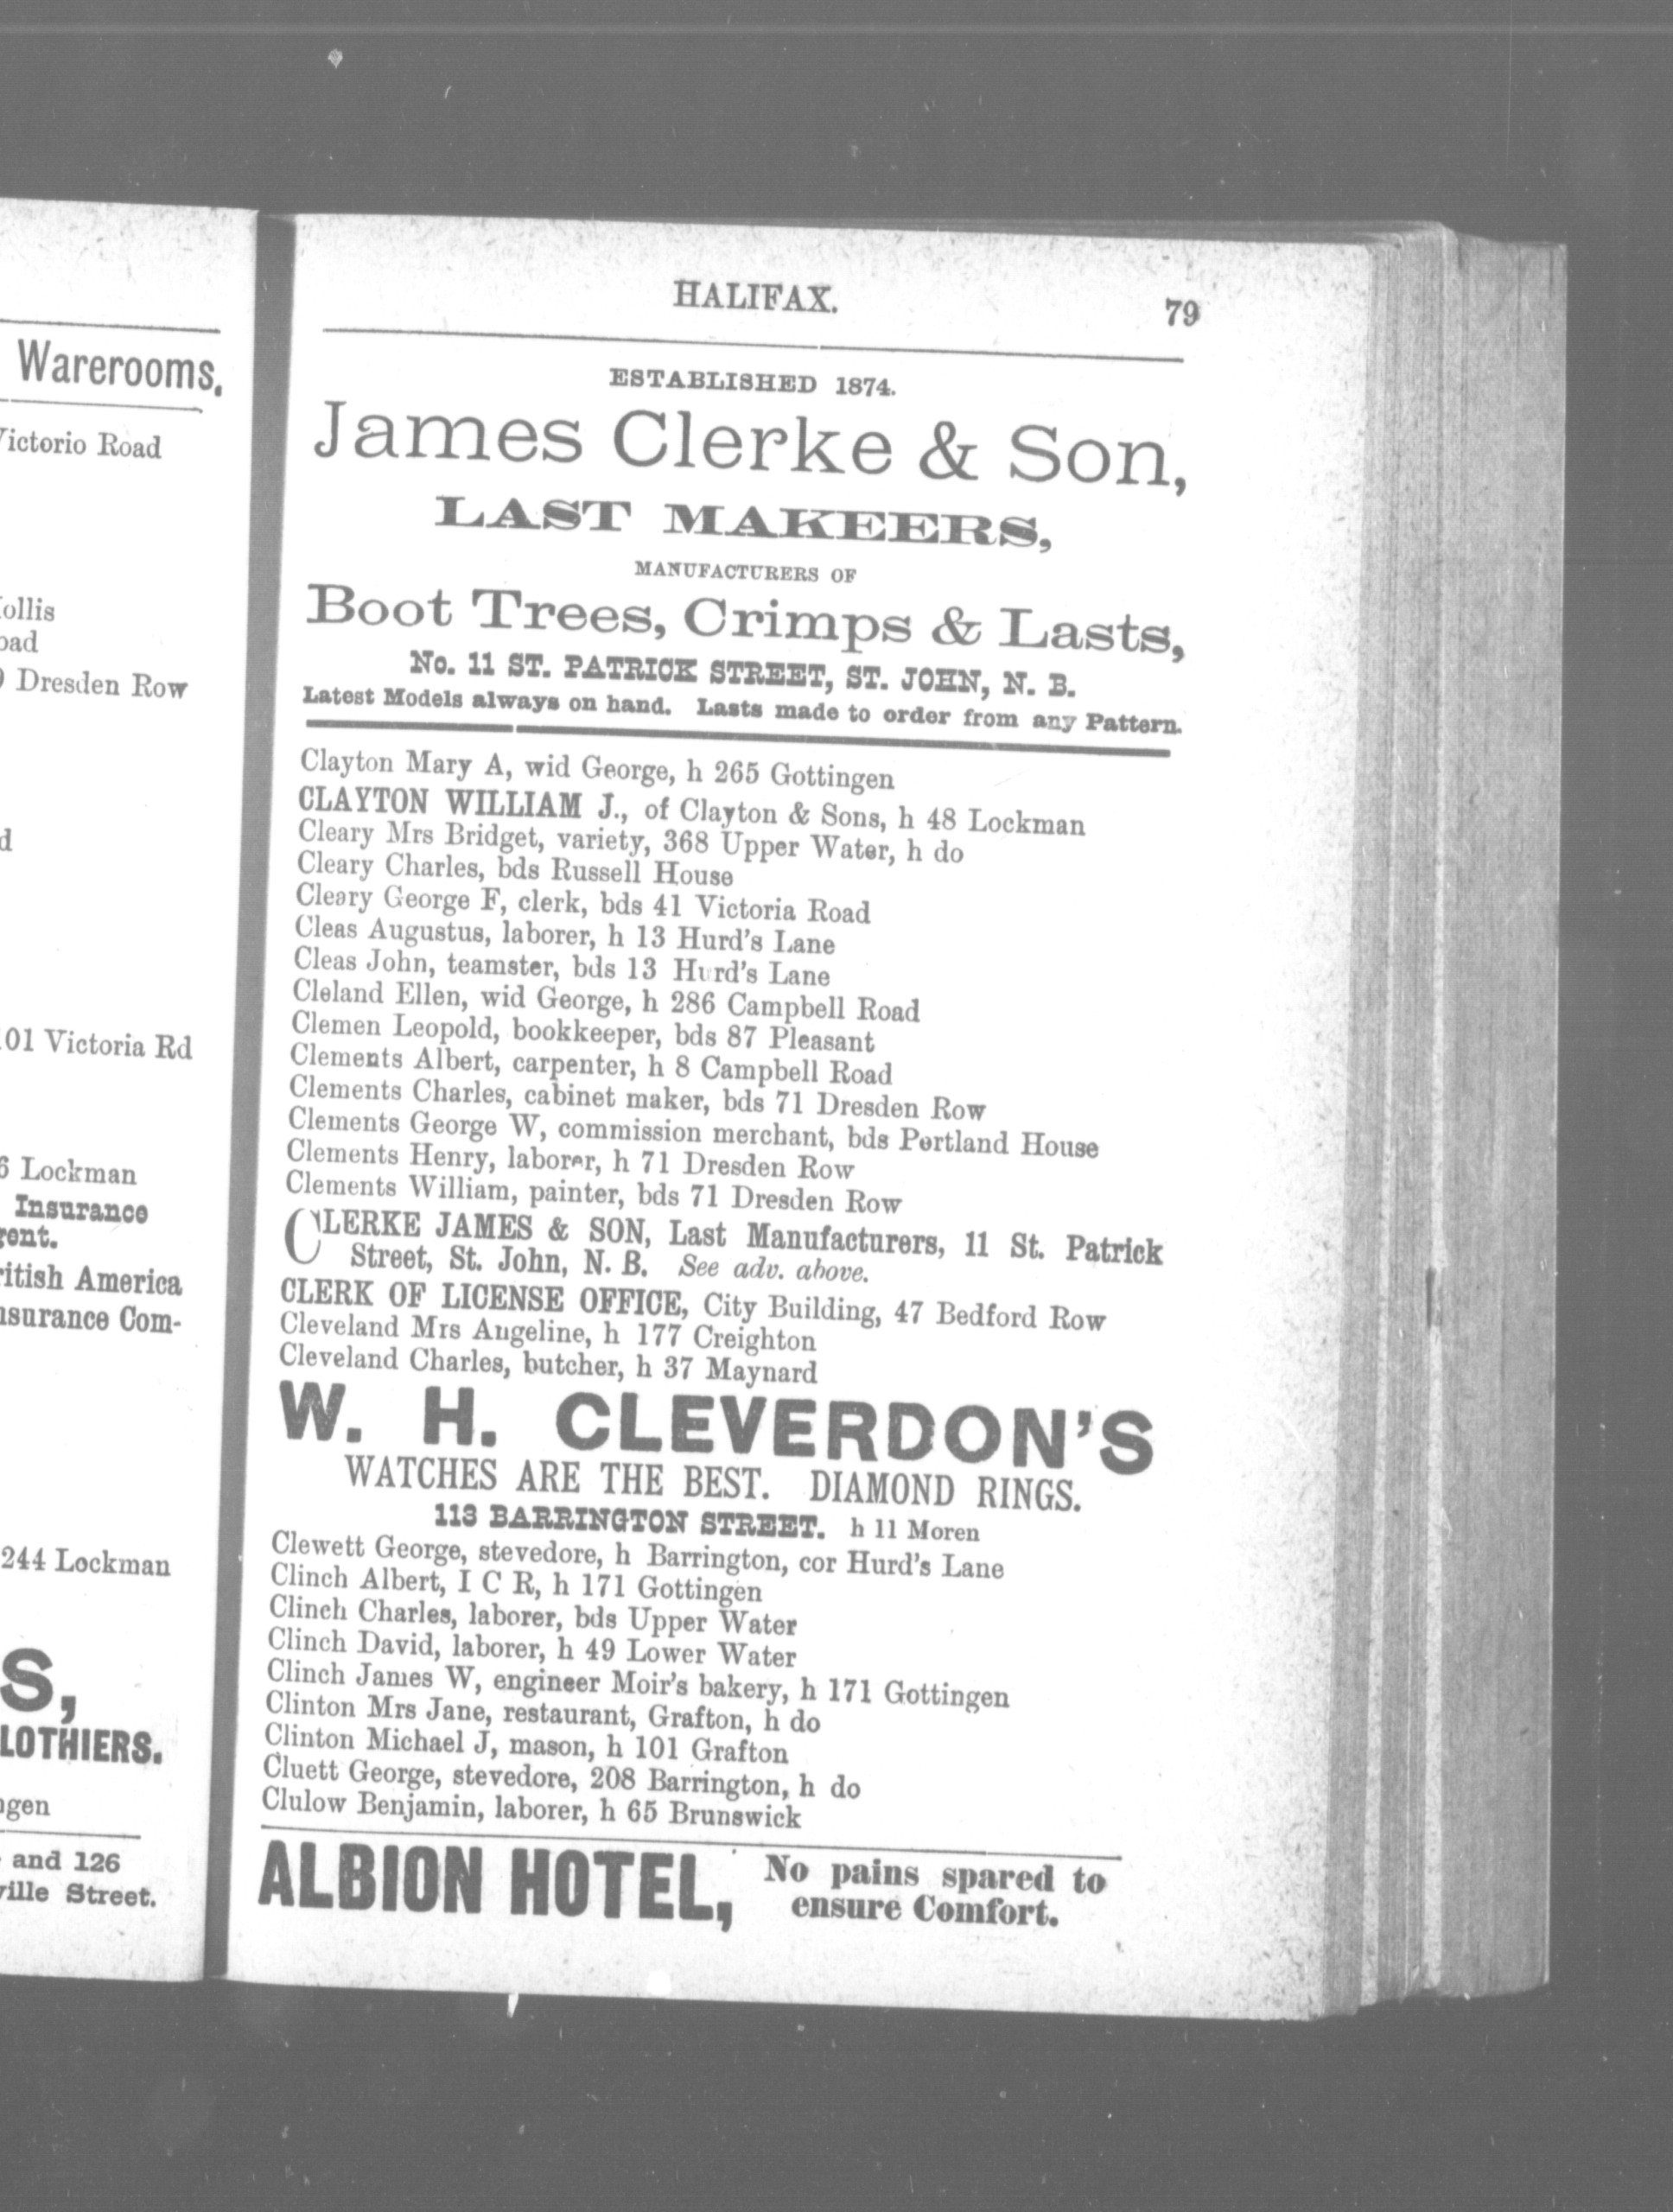 Warerooms.
Victorio Road
Dresden Row
01 Victoria Rd
6 Lockman
Insurance
British America
Insurance Com-
244 Lockman
S,
LOTHIERS.
and 126
ville Street.
HALIFAX. 79
ESTABLISHED 1874.
James Clerke & Son,
LAST MAKEERS,
MANUFACTURERS OF
Boot Trees, Crimps & Lasts,
No. 11 ST. PATRICK STREET, ST. JOHN, N. B.
Latest Models always on hand. Lasts made to order from any Pattern.
Clayton Mary A, wid George, h 265 Gottingen
CLAYTON WILLIAM J., of Clayton & Sons, h 48 Lockman
Cleary Mrs Bridget, variety, 368 Upper Water, h do
Cleary Charles, bds Russell House
Cleary George F, clerk, bds 41 Victoria Road
Cleas Augustus, laborer, h 13 Hurd's Lane
Cleas John, teamster, bds 13 Hurd's Lane
Cleland Ellen, wid George, h 286 Campbell Road
Clemen Leopold, bookkeeper, bds 87 Pleasant
Clements Albert, carpenter, h 8 Campbell Road
Clements Charles, cabinet maker, bds 71 Dresden Row
Clements George W, commission merchant, bds Portland House
Clements Henry, laborer, h 71 Dresden Row
Clements William, painter, bds 71 Dresden Row
CLERKE JAMES & SON, Last Manufacturers, 11 St. Patrick
Street, St. John, N. B. See adv. above.
CLERK OF LICENSE OFFICE, City Building, 47 Bedford Row
Cleveland Mrs Angeline, h 177 Creighton
Cleveland Charles, butcher, h 37 Maynard
W. H. CLEVERDON'S
WATCHES ARE THE BEST. DIAMOND RINGS.
113 BARRINGTON STREET. h 11 Moren
Clewett George, stevedore, h Barrington, cor Hurd's Lane
Clinch Albert, I C R, h 171 Gottingen
Clinch Charles, laborer, bds Upper Water
Clinch David, laborer, h 49 Lower Water
Clinch James W, engineer Moir's bakery, h 171 Gottingen
Clinton Mrs Jane, restaurant, Grafton, h do
Clinton Michael J, mason, h 101 Grafton
Cluett George, stevedore, 208 Barrington, h do
Clulow Benjamin, laborer, h 65 Brunswick
ALBION HOTEL, No pains spared to
ensure Comfort.